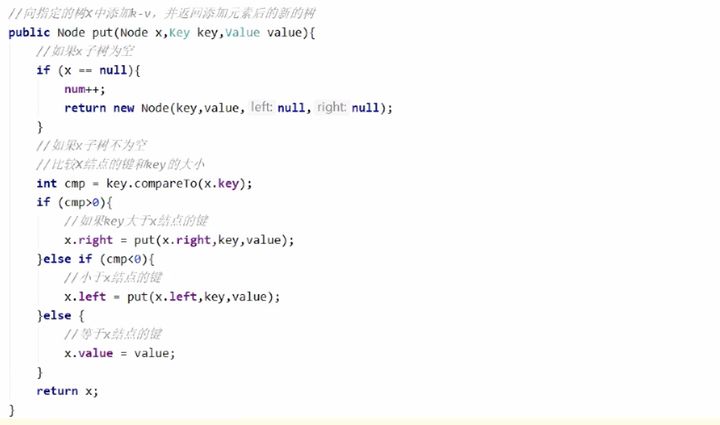 //向指定的树x中添加k-v，并返回添加元素后的新的树
public Node put(Node x,Key key,Value value){
//如果x子树为空
if (x == null){
num++;
return new Node(key,value, left: null, right: null);
}
//如果x子树不为空
//比较X结点的键和key的大小
int cmp = key.compareTo(x.key);
if (cmp>0){
//如果key大于x结点的键
x.right = put(x.right,key,value);
}else if (cmp<0){
//小于x结点的键
x.left = put(x.left,key,value);
}else {
//等于x结点的键
x.value = value;
}
return x;
}